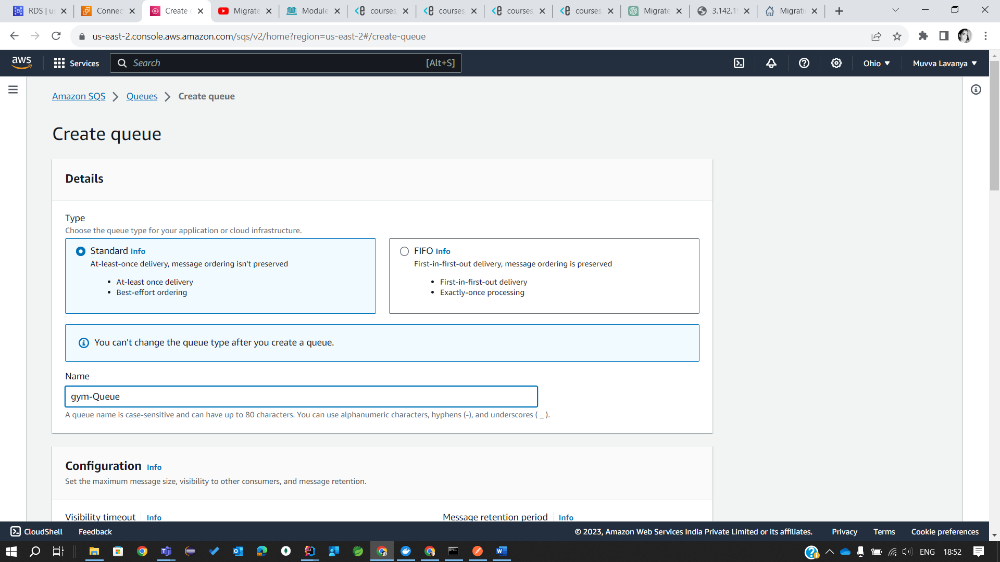 RDS | us
Connec
Create
Migrate
Module
courses
courses
courses
courses
Migrate
3.142.1
Migrati
us-east-2.console.aws.amazon.com/sqs/v2/home?region=us-east-2#/create-queue
aws
Services
Search
[Alt+S]
Ohio
Muvva Lavanya
Amazon SQS
Queues
Create queue
Create queue
Details
Type
Choose the queue type for your application or cloud infrastructure.
Standard Info
At-least-once delivery, message ordering isn't preserved
• At-least once delivery
• Best-effort ordering
FIFO Info
First-in-first-out delivery, message ordering is preserved
• First-in-first-out delivery
• Exactly-once processing
You can't change the queue type after you create a queue.
Name
gym-Queue
A queue name is case-sensitive and can have up to 80 characters. You can use alphanumeric characters, hyphens (-), and underscores ( _ ).
Configuration Info
Set the maximum message size, visibility to other consumers, and message retention.
Visibility timeout Info
Message retention period Info
CloudShell
Feedback
© 2023, Amazon Web Services India Private Limited or its affiliates.
Privacy
Terms
Cookie preferences
ENG
18:52